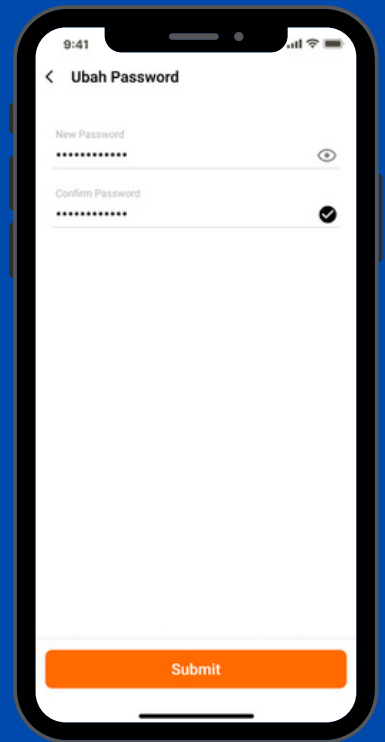 9:41
Ubah Password
New Password
••••••••••••
Confirm Password
••••••••••••
Submit